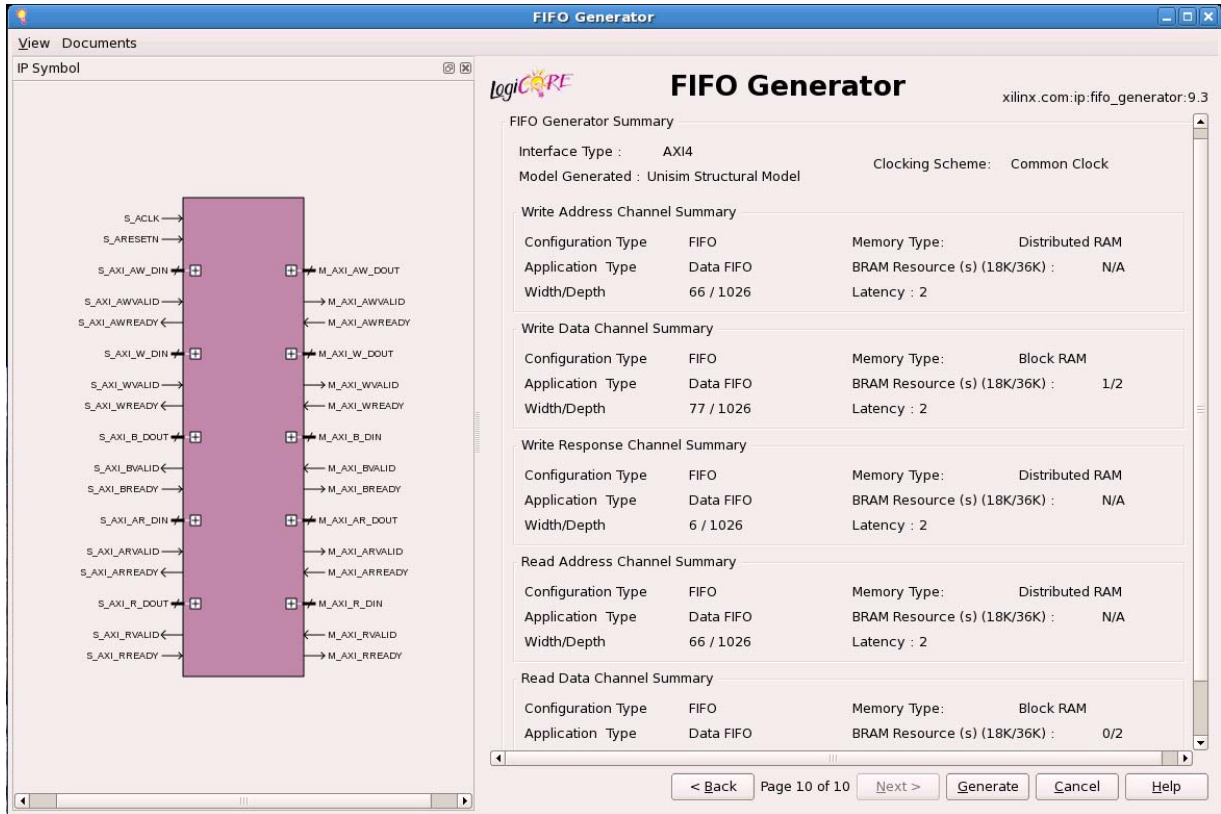 FIFO Generator
View Documents
IP Symbol
S_ACLK
S_ARESETN
S_AXI_AW_DIN M_AXI_AW_DOUT
S_AXI_AWVALID M_AXI_AWVALID
S_AXI_AWREADY M_AXI_AWREADY
S_AXI_W_DIN M_AXI_W_DOUT
S_AXI_WVALID M_AXI_WVALID
S_AXI_WREADY M_AXI_WREADY
S_AXI_B_DOUT M_AXI_B_DIN
S_AXI_BVALID M_AXI_BVALID
S_AXI_BREADY M_AXI_BREADY
S_AXI_AR_DIN M_AXI_AR_DOUT
S_AXI_ARVALID M_AXI_ARVALID
S_AXI_ARREADY M_AXI_ARREADY
S_AXI_R_DOUT M_AXI_R_DIN
S_AXI_RVALID M_AXI_RVALID
S_AXI_RREADY M_AXI_RREADY
LogiCORE FIFO Generator xilinx.com:ip:fifo_generator:9.3
FIFO Generator Summary
Interface Type : AXI4
Clocking Scheme: Common Clock
Model Generated : Unisim Structural Model
Write Address Channel Summary
Configuration Type FIFO Memory Type: Distributed RAM
Application Type Data FIFO BRAM Resource (s) (18K/36K) : N/A
Width/Depth 66 / 1026 Latency : 2
Write Data Channel Summary
Configuration Type FIFO Memory Type: Block RAM
Application Type Data FIFO BRAM Resource (s) (18K/36K) : 1/2
Width/Depth 77 / 1026 Latency : 2
Write Response Channel Summary
Configuration Type FIFO Memory Type: Distributed RAM
Application Type Data FIFO BRAM Resource (s) (18K/36K) : N/A
Width/Depth 6 / 1026 Latency : 2
Read Address Channel Summary
Configuration Type FIFO Memory Type: Distributed RAM
Application Type Data FIFO BRAM Resource (s) (18K/36K) : N/A
Width/Depth 66 / 1026 Latency : 2
Read Data Channel Summary
Configuration Type FIFO Memory Type: Block RAM
Application Type Data FIFO BRAM Resource (s) (18K/36K) : 0/2
< Back Page 10 of 10 Next > Generate Cancel Help